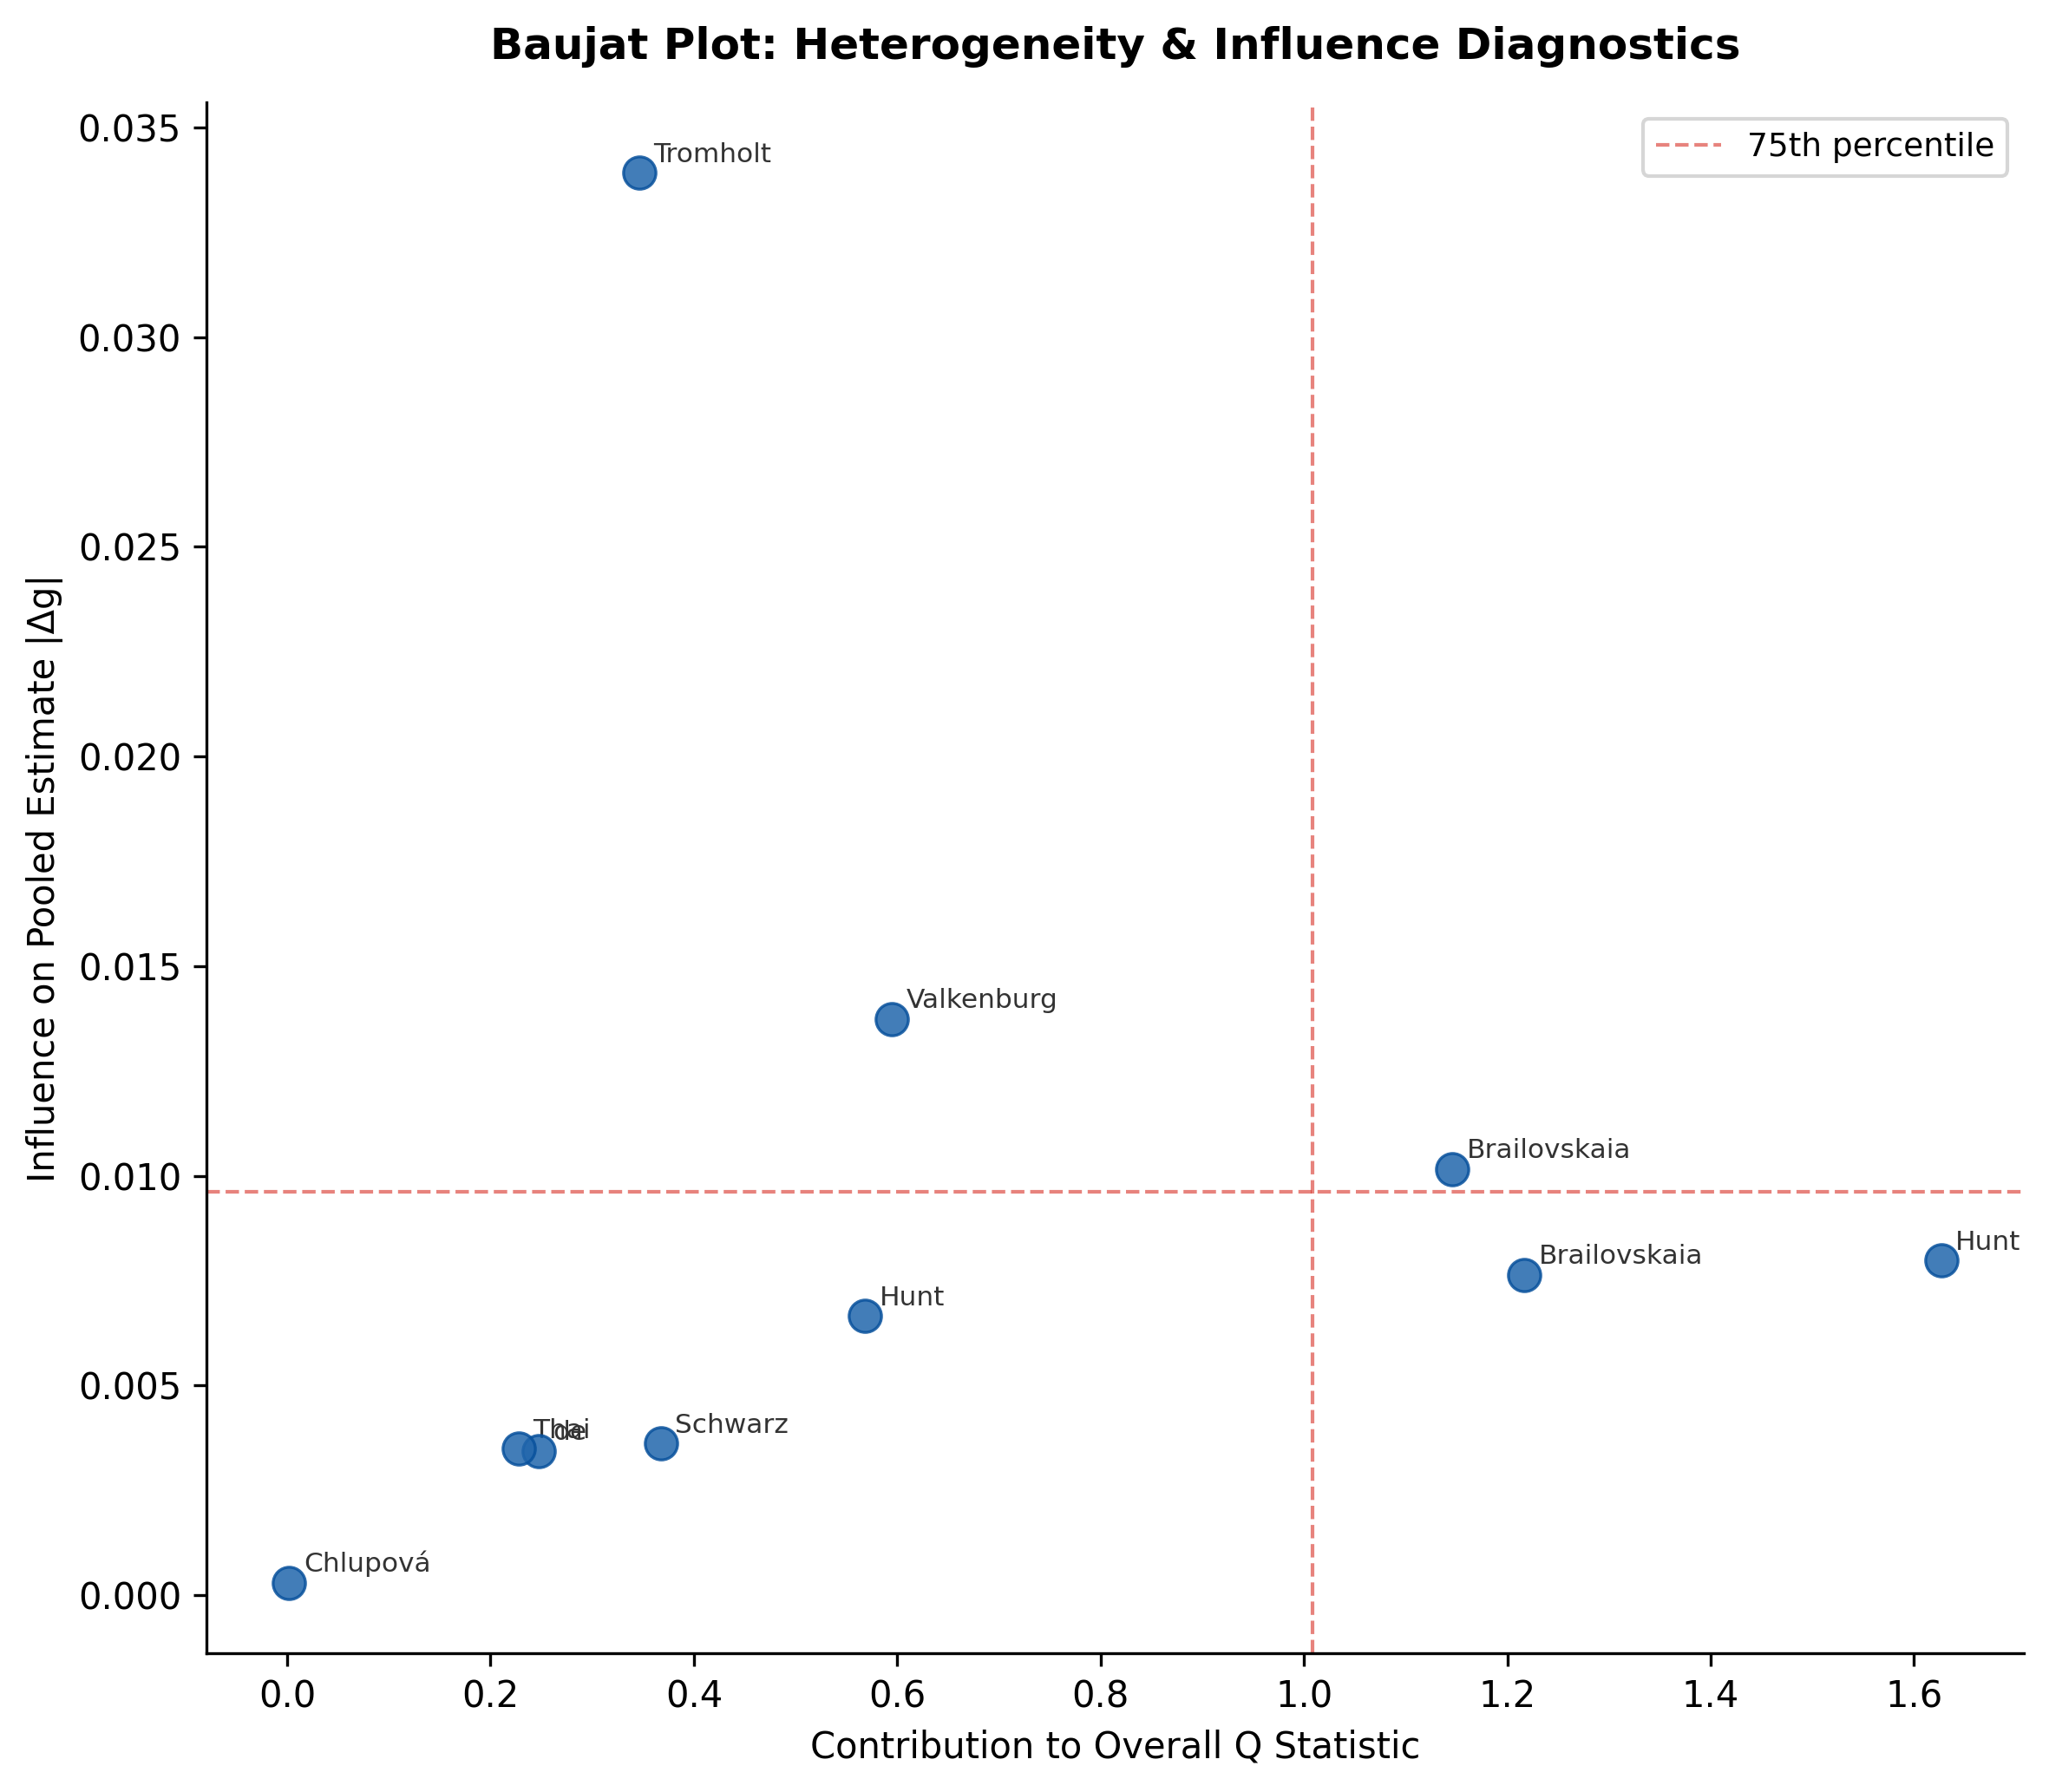 Baujat Plot: Heterogeneity & Influence Diagnostics
75th percentile
Influence on Pooled Estimate |Δg|
0.035
0.030
0.025
0.020
0.015
0.010
0.005
0.000
Tromholt
Valkenburg
Brailovskaia
Hunt
Brailovskaia
Hunt
Schwarz
Thai
de
Chlupová
0.0 0.2 0.4 0.6 0.8 1.0 1.2 1.4 1.6
Contribution to Overall Q Statistic